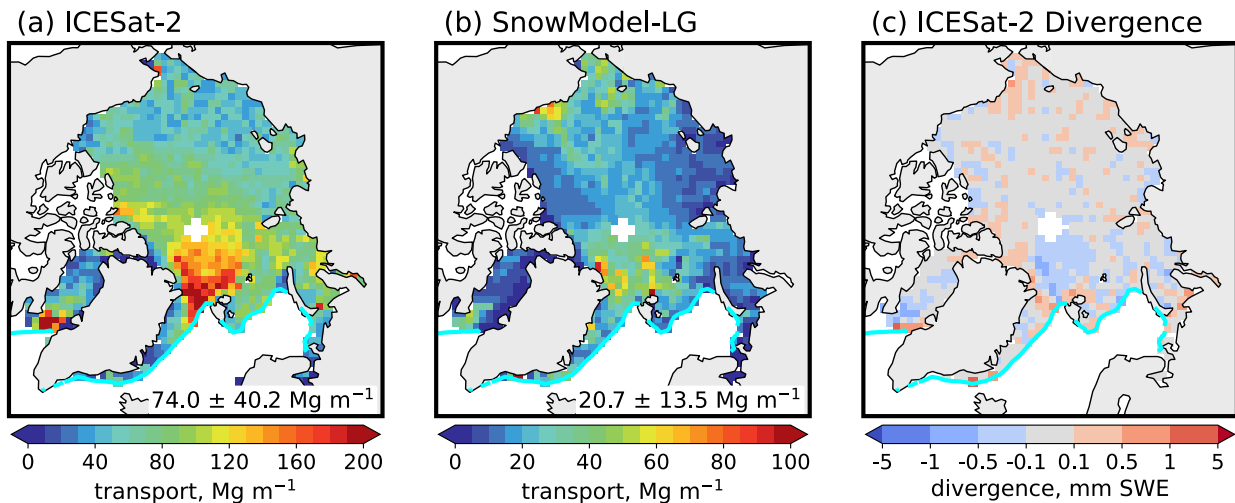 (a) ICESat-2
(b) SnowModel-LG
(c) ICESat-2 Divergence
74.0 ± 40.2 Mg m⁻¹
20.7 ± 13.5 Mg m⁻¹
0 40 80 120 160 200
0 20 40 60 80 100
-5 -1 -0.5 -0.1 0.1 0.5 1 5
transport, Mg m⁻¹
transport, Mg m⁻¹
divergence, mm SWE